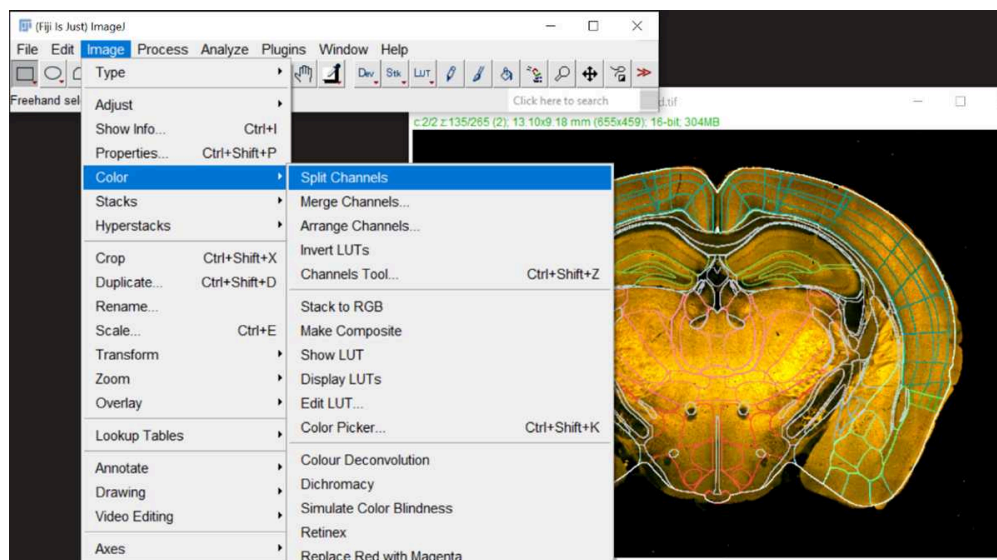 (Fiji Is Just) ImageJ
File Edit Image Process Analyze Plugins Window Help
Dev Stk LUT
Freehand sel
Click here to search
d.tif
c:2/2 z:135/265 (2); 13.10x9.18 mm (655x459); 16-bit; 304MB
Type
Adjust
Show Info... Ctrl+I
Properties... Ctrl+Shift+P
Color
Stacks
Hyperstacks
Crop Ctrl+Shift+X
Duplicate... Ctrl+Shift+D
Rename...
Scale... Ctrl+E
Transform
Zoom
Overlay
Lookup Tables
Annotate
Drawing
Video Editing
Axes
Split Channels
Merge Channels...
Arrange Channels...
Invert LUTs
Channels Tool... Ctrl+Shift+Z
Stack to RGB
Make Composite
Show LUT
Display LUTs
Edit LUT...
Color Picker... Ctrl+Shift+K
Colour Deconvolution
Dichromacy
Simulate Color Blindness
Retinex
Replace Red with Magenta